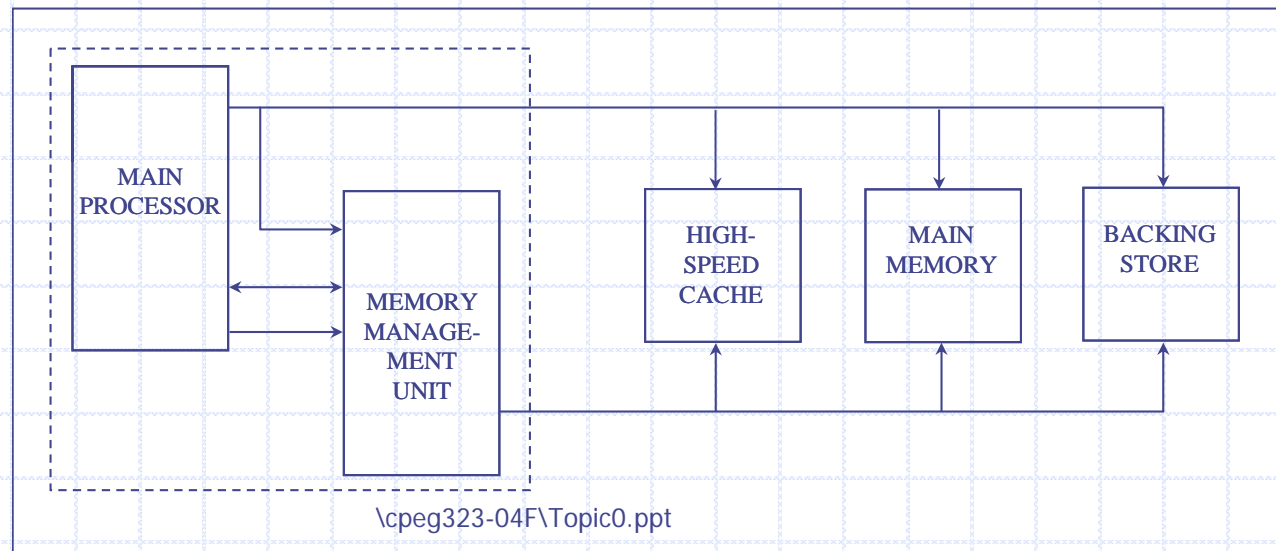 MAIN
PROCESSOR
MEMORY
MANAGE-
MENT
UNIT
HIGH-
SPEED
CACHE
MAIN
MEMORY
BACKING
STORE
\cpeg323-04F\Topic0.ppt